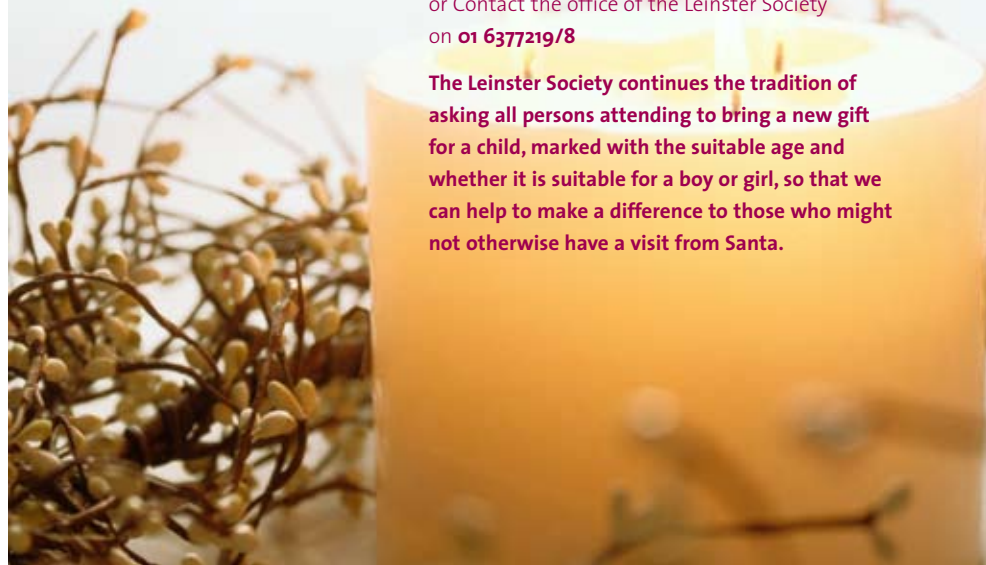 or Contact the office of the Leinster Society
on 01 6377219/8
The Leinster Society continues the tradition of
asking all persons attending to bring a new gift
for a child, marked with the suitable age and
whether it is suitable for a boy or girl, so that we
can help to make a difference to those who might
not otherwise have a visit from Santa.